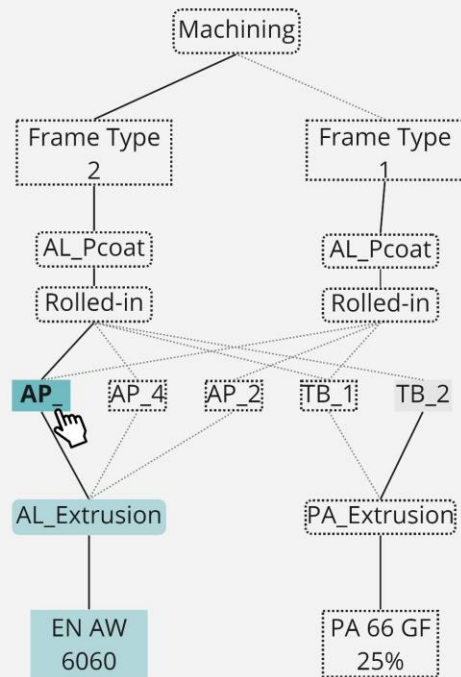 Machining
Frame Type
2
Frame Type
1
AL_Pcoat
AL_Pcoat
Rolled-in
Rolled-in
AP_
AP_4
AP_2
TB_1
TB_2
AL_Extrusion
PA_Extrusion
EN AW
6060
PA 66 GF
25%